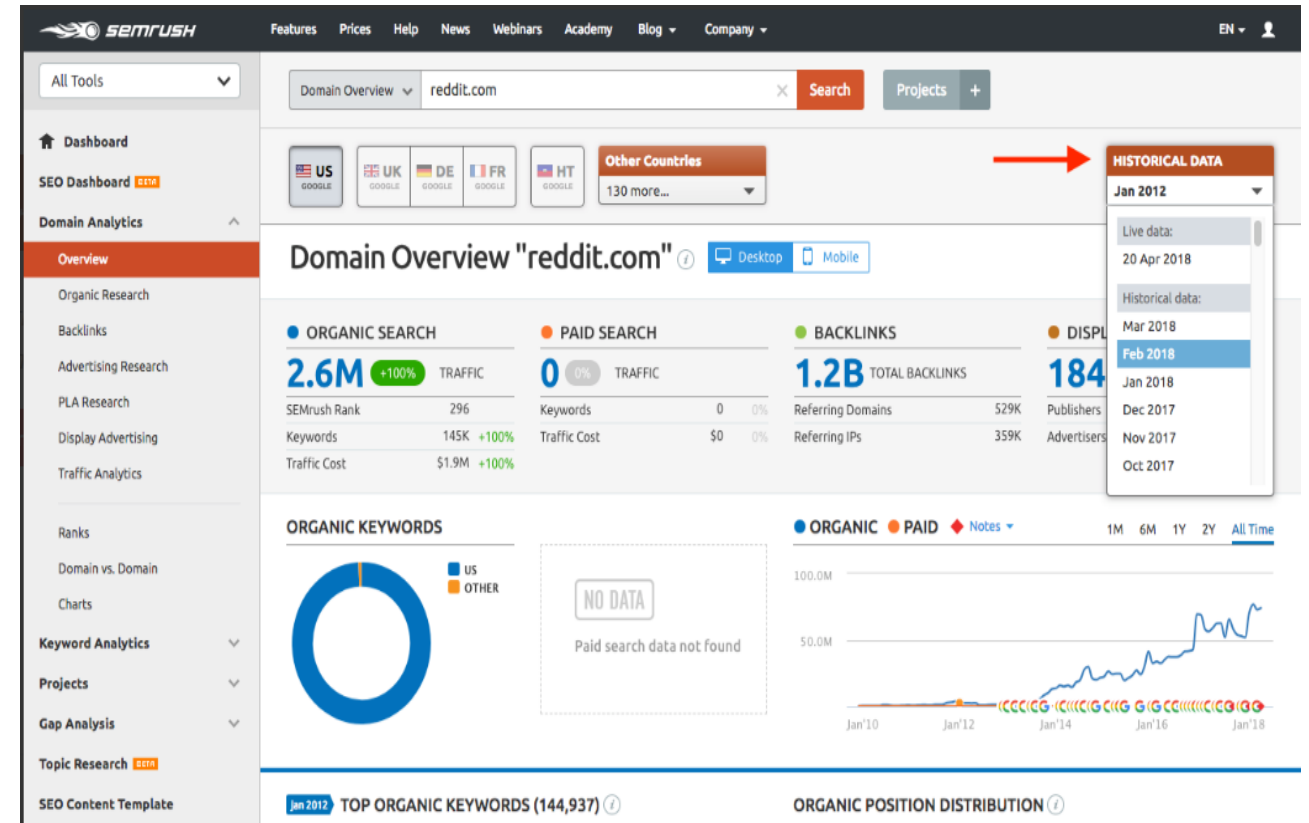 semrush
Features Prices Help News Webinars Academy Blog Company EN
All Tools
Domain Overview reddit.com × Search Projects +
Dashboard
SEO Dashboard BETA
Domain Analytics
Overview
Organic Research
Backlinks
Advertising Research
PLA Research
Display Advertising
Traffic Analytics
Ranks
Domain vs. Domain
Charts
Keyword Analytics
Projects
Gap Analysis
Topic Research BETA
SEO Content Template
US GOOGLE
UK GOOGLE
DE GOOGLE
FR GOOGLE
HT GOOGLE
Other Countries
130 more...
HISTORICAL DATA
Jan 2012
Live data:
20 Apr 2018
Historical data:
Mar 2018
Feb 2018
Jan 2018
Dec 2017
Nov 2017
Oct 2017
Domain Overview "reddit.com" i Desktop Mobile
ORGANIC SEARCH
2.6M +100% TRAFFIC
SEMrush Rank 296
Keywords 145K +100%
Traffic Cost $1.9M +100%
PAID SEARCH
0 0% TRAFFIC
Keywords 0 0%
Traffic Cost $0 0%
BACKLINKS
1.2B TOTAL BACKLINKS
Referring Domains 529K
Referring IPs 359K
DISPL
184
Publishers
Advertisers
ORGANIC KEYWORDS
US
OTHER
NO DATA
Paid search data not found
ORGANIC PAID Notes 1M 6M 1Y 2Y All Time
100.0M
50.0M
Jan'10 Jan'12 Jan'14 Jan'16 Jan'18
Jan 2012 TOP ORGANIC KEYWORDS (144,937) i
ORGANIC POSITION DISTRIBUTION i